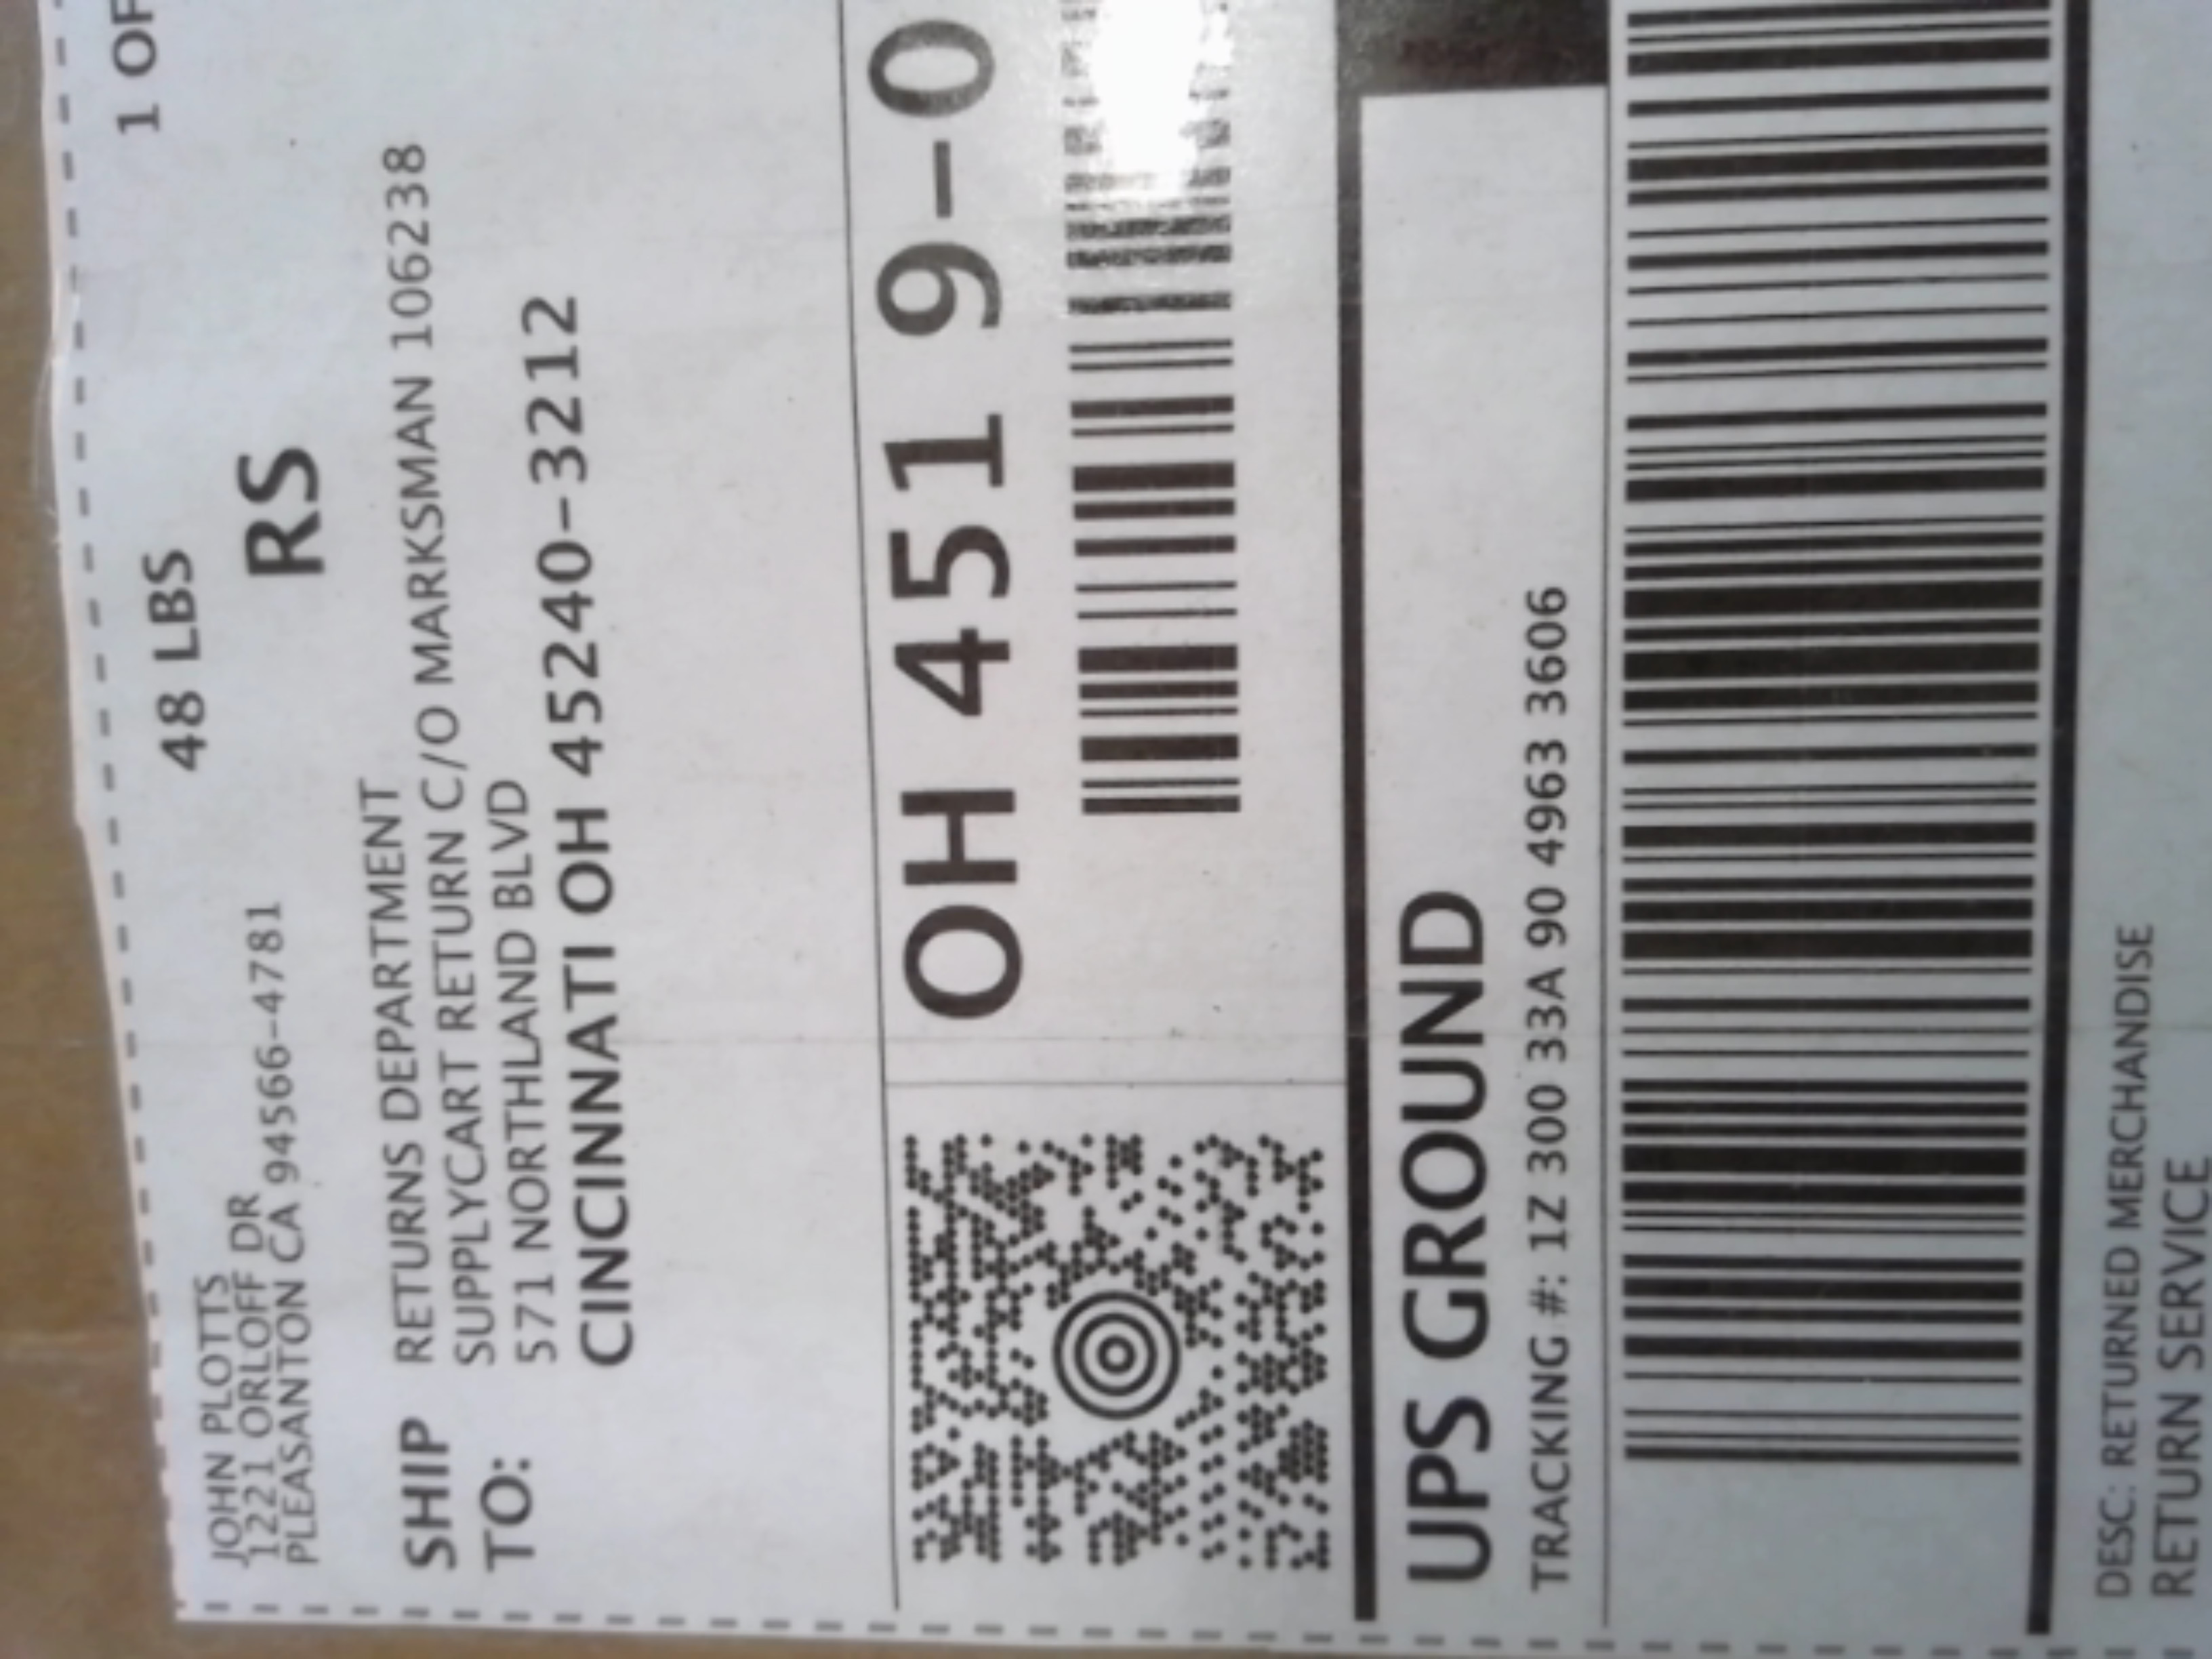 JOHN PLOTTS
1221 ORLOFF DR
PLEASANTON CA 94566-4781
48 LBS
1 OF
RS
SHIP TO:
RETURNS DEPARTMENT
SUPPLYCART RETURN C/O MARKSMAN 106238
571 NORTHLAND BLVD
CINCINNATI OH 45240-3212
OH 451 9-0
UPS GROUND
TRACKING #: 1Z 300 33A 90 4963 3606
DESC: RETURNED MERCHANDISE
RETURN SERVICE